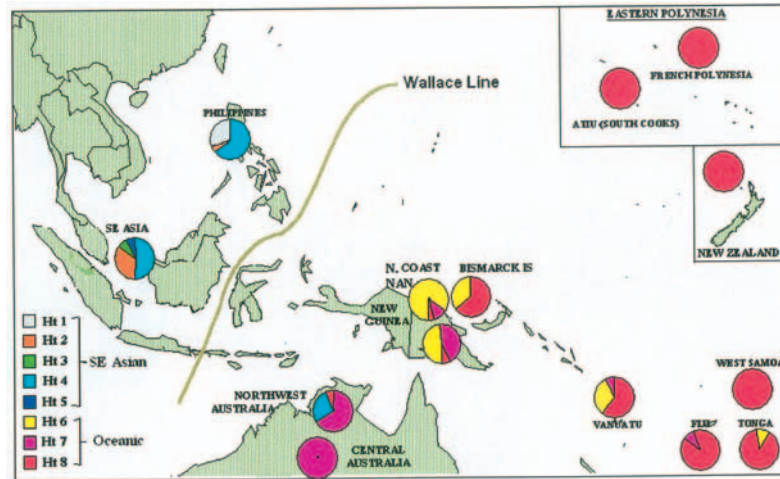 EASTERN POLYNESIA
FRENCH POLYNESIA
ATIU (SOUTH COOKS)
Wallace Line
PHILIPPINES
NEW ZEALAND
SE ASIA
N. COAST
NAN
BISMARCK IS
NEW
GUINEA
Ht 1
Ht 2
Ht 3
Ht 4
Ht 5
SE Asian
Ht 6
Ht 7
Ht 8
Oceanic
NORTHWEST
AUSTRALIA
CENTRAL
AUSTRALIA
VANUATU
WEST SAMOA
FIJI
TONGA